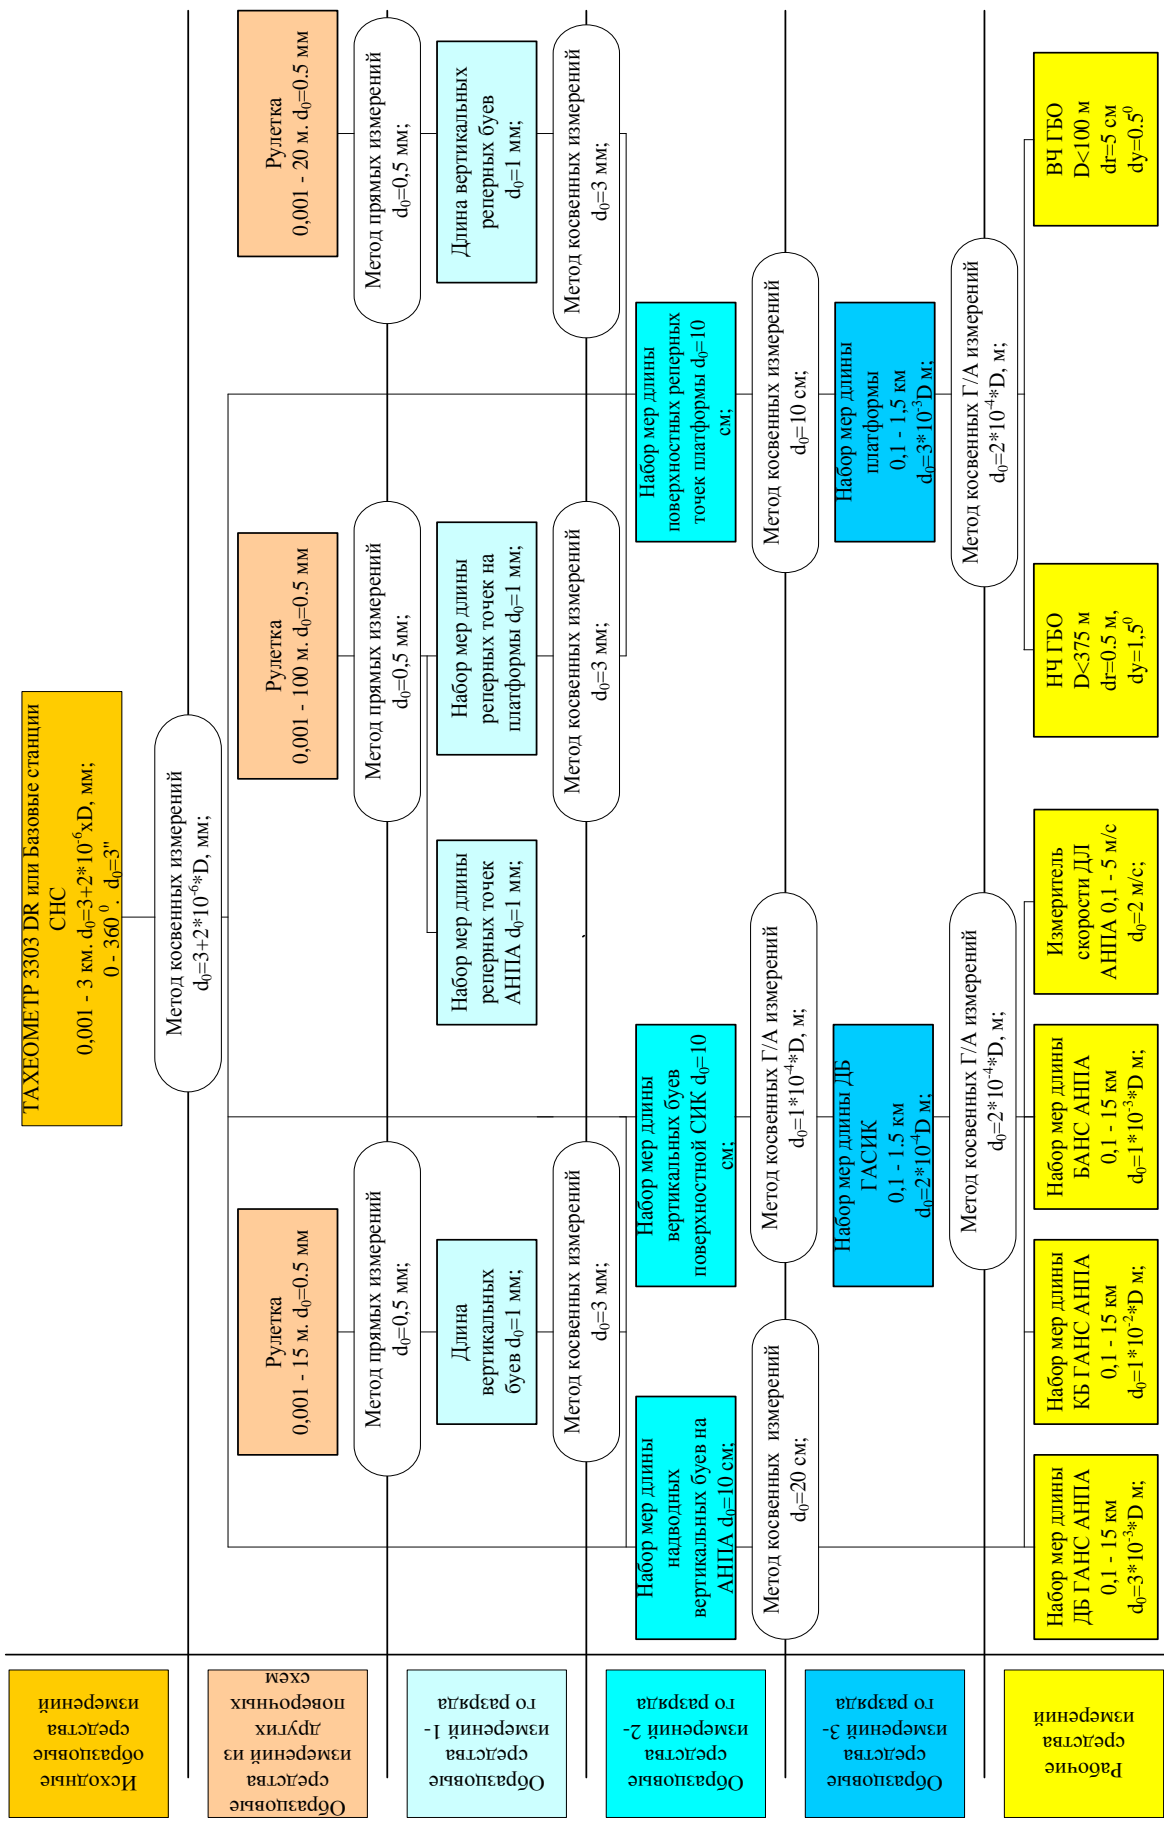 ТАХЕОМЕТР 3303 DR или Базовые станции
СНС
0,001 - 3 км. d₀=3+2*10⁻⁶xD, мм;
0 - 360 ⁰. d₀=3"
Метод косвенных измерений
d₀=3+2*10⁻⁶*D, мм;
Рулетка
0,001 - 15 м. d₀=0.5 мм
Рулетка
0,001 - 100 м. d₀=0.5 мм
Рулетка
0,001 - 20 м. d₀=0.5 мм
Метод прямых измерений
d₀=0,5 мм;
Метод прямых измерений
d₀=0,5 мм;
Метод прямых измерений
d₀=0,5 мм;
Длина
вертикальных
буев d₀=1 мм;
Набор мер длины
реперных точек
АНПА d₀=1 мм;
Набор мер длины
реперных точек на
платформы d₀=1 мм;
Длина вертикальных
реперных буев
d₀=1 мм;
Метод косвенных измерений
d₀=3 мм;
Метод косвенных измерений
d₀=3 мм;
Метод косвенных измерений
d₀=3 мм;
Набор мер длины
надводных
вертикальных буев на
АНПА d₀=10 см;
Набор мер длины
вертикальных буев
поверхностной СИК d₀=10
см;
Набор мер длины
поверхностных реперных
точек платформы d₀=10
см;
Метод косвенных измерений
d₀=20 см;
Метод косвенных Г/А измерений
d₀=1*10⁻⁴*D, м;
Метод косвенных измерений
d₀=10 см;
Набор мер длины ДБ
ГАСИК
0,1 - 1.5 км
d₀=2*10⁻⁴D м;
Набор мер длины
платформы
0,1 - 1,5 км
d₀=3*10⁻³D м;
Метод косвенных Г/А измерений
d₀=2*10⁻⁴*D, м;
Метод косвенных Г/А измерений
d₀=2*10⁻⁴*D, м;
Набор мер длины
ДБ ГАНС АНПА
0,1 - 15 км
d₀=3*10⁻³*D м;
Набор мер длины
КБ ГАНС АНПА
0,1 - 15 км
d₀=1*10⁻²*D м;
Набор мер длины
БАНС АНПА
0,1 - 15 км
d₀=1*10⁻³*D м;
Измеритель
скорости ДЛ
АНПА 0,1 - 5 м/с
d₀=2 м/с;
НЧ ГБО
D<375 м
dr=0.5 м,
dy=1,5⁰
ВЧ ГБО
D<100 м
dr=5 см
dy=0.5⁰
Исходные
образцовые
средства
измерений
Образцовые
средства
измерений из
других
поверочных
схем
Образцовые
средства
измерений 1-
го разряда
Образцовые
средства
измерений 2-
го разряда
Образцовые
средства
измерений 3-
го разряда
Рабочие
средства
измерений